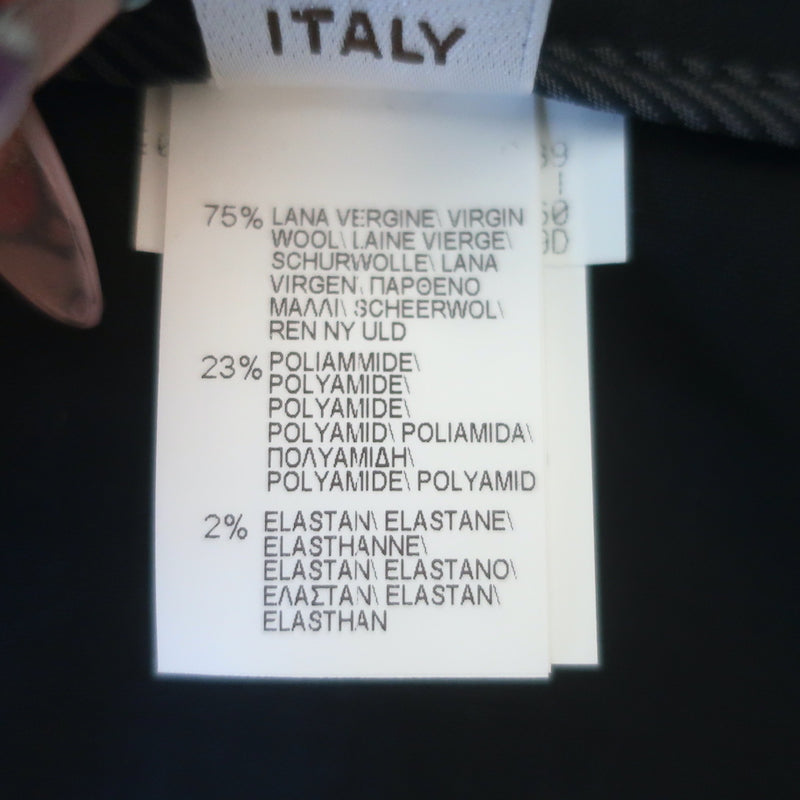 ITALY
75% LANA VERGINE\ VIRGIN
WOOL\ LAINE VIERGE\
SCHURWOLLE\ LANA
VIRGEN\ ΠΑΡΘΕΝΟ
ΜΑΛΛΙ\ SCHEERWOL\
REN NY ULD
23% POLIAMMIDE\
POLYAMIDE\
POLYAMIDE\
POLYAMID\ POLIAMIDA\
ΠΟΛΥΑΜΙΔΗ\
POLYAMIDE\ POLYAMID
2% ELASTAN\ ELASTANE\
ELASTHANNE\
ELASTAN\ ELASTANO\
ΕΛΑΣΤΑΝ\ ELASTAN\
ELASTHAN